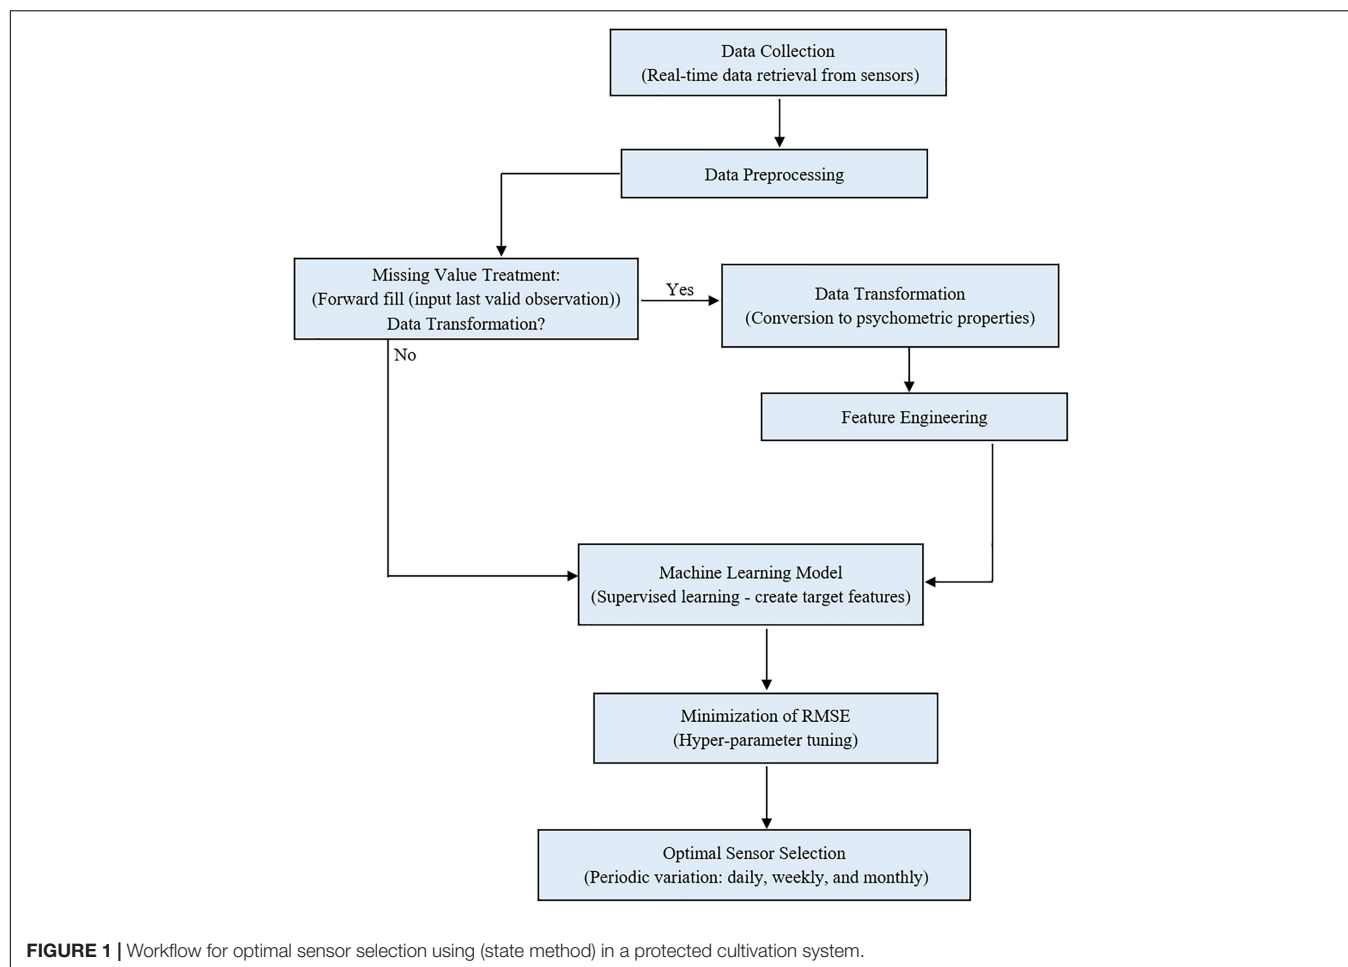 Data Collection
(Real-time data retrieval from sensors)
Data Preprocessing
Missing Value Treatment:
(Forward fill (input last valid observation))
Data Transformation?
Yes
Data Transformation
(Conversion to psychometric properties)
No
Feature Engineering
Machine Learning Model
(Supervised learning - create target features)
Minimization of RMSE
(Hyper-parameter tuning)
Optimal Sensor Selection
(Periodic variation: daily, weekly, and monthly)
FIGURE 1 | Workflow for optimal sensor selection using (state method) in a protected cultivation system.